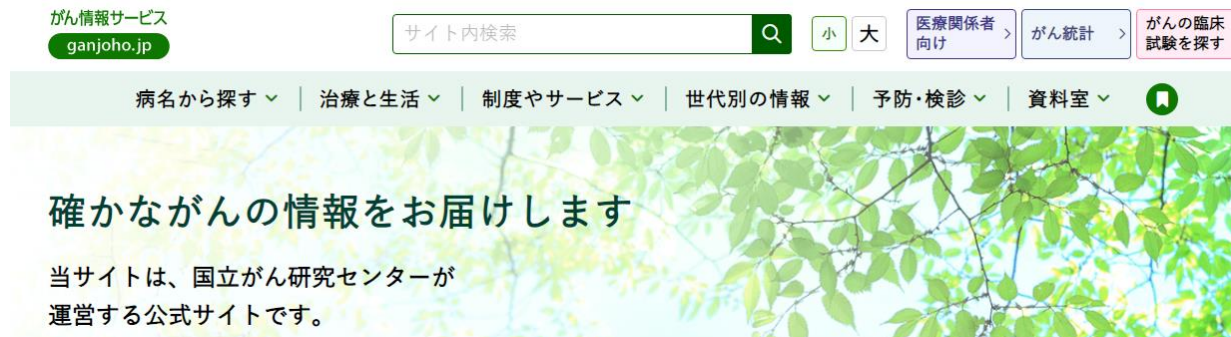 がん情報サービス
ganjoho.jp
サイト内検索
小
大
医療関係者
向け
がん統計
がんの臨床
試験を探す
病名から探す
治療と生活
制度やサービス
世代別の情報
予防・検診
資料室
確かながんの情報をお届けします
当サイトは、国立がん研究センターが
運営する公式サイトです。